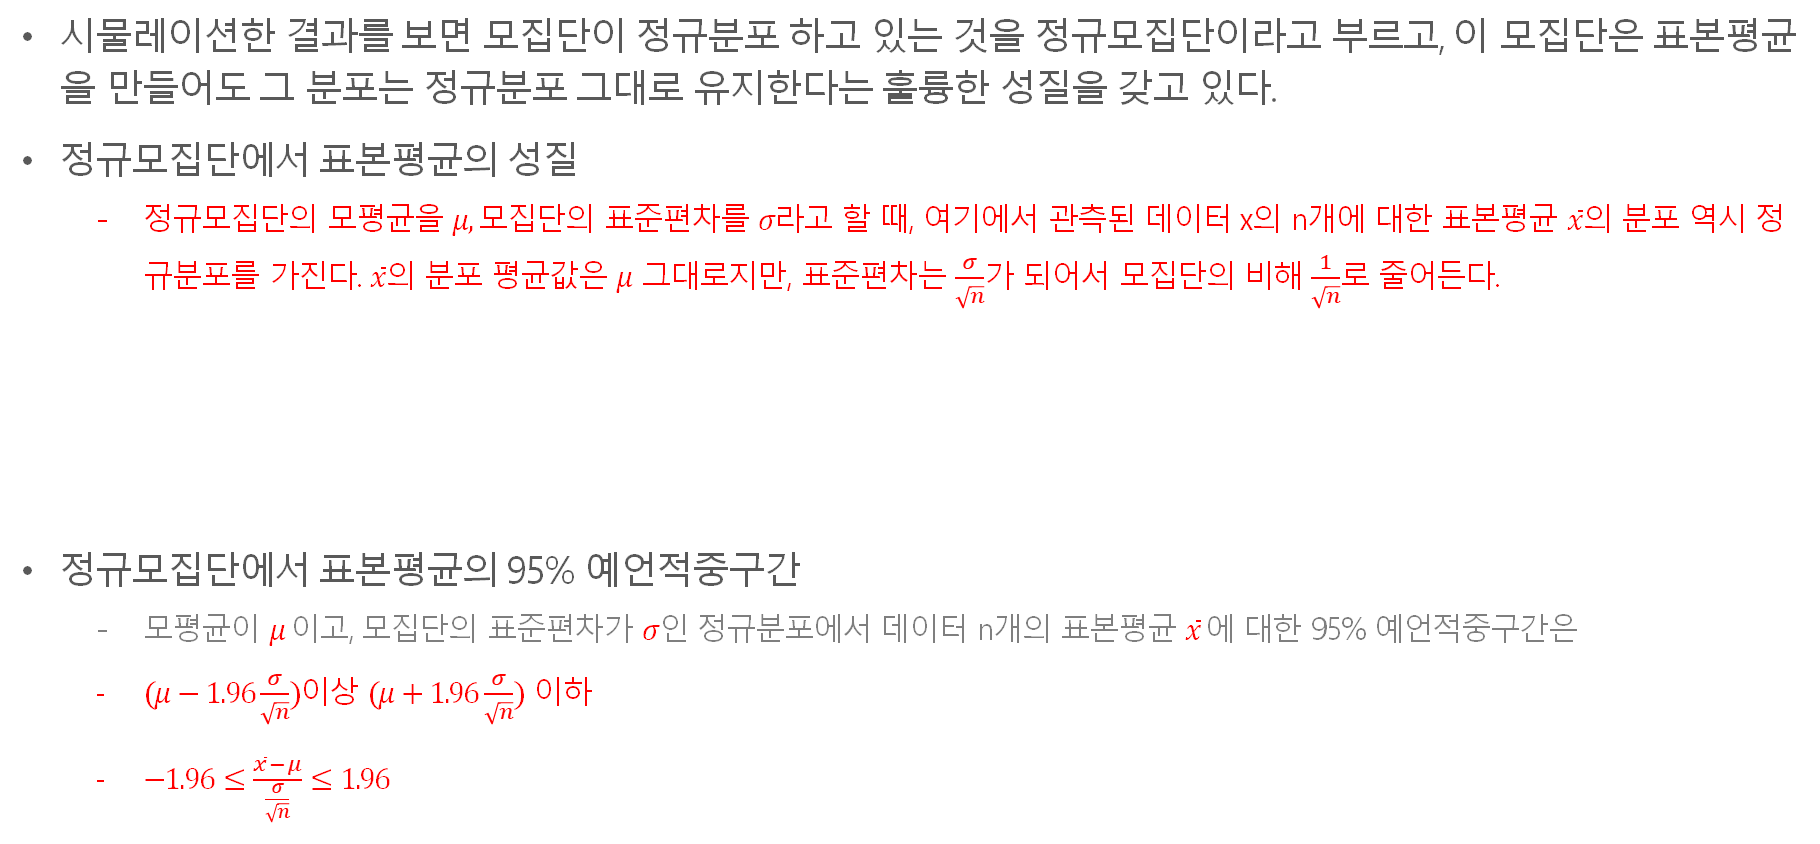 • 시물레이션한 결과를 보면 모집단이 정규분포 하고 있는 것을 정규모집단이라고 부르고, 이 모집단은 표본평균
을 만들어도 그 분포는 정규분포 그대로 유지한다는 훌륭한 성질을 갖고 있다.
• 정규모집단에서 표본평균의 성질
- 정규모집단의 모평균을 μ, 모집단의 표준편차를 σ라고 할 때, 여기에서 관측된 데이터 x의 n개에 대한 표본평균 x̄의 분포 역시 정
규분포를 가진다. x̄의 분포 평균값은 μ 그대로지만, 표준편차는 σ/√n가 되어서 모집단의 비해 1/√n로 줄어든다.
• 정규모집단에서 표본평균의 95% 예언적중구간
- 모평균이 μ 이고, 모집단의 표준편차가 σ인 정규분포에서 데이터 n개의 표본평균 x̄ 에 대한 95% 예언적중구간은
- (μ − 1.96 σ/√n)이상 (μ + 1.96 σ/√n) 이하
- −1.96 ≤ (x̄−μ)/(σ/√n) ≤ 1.96